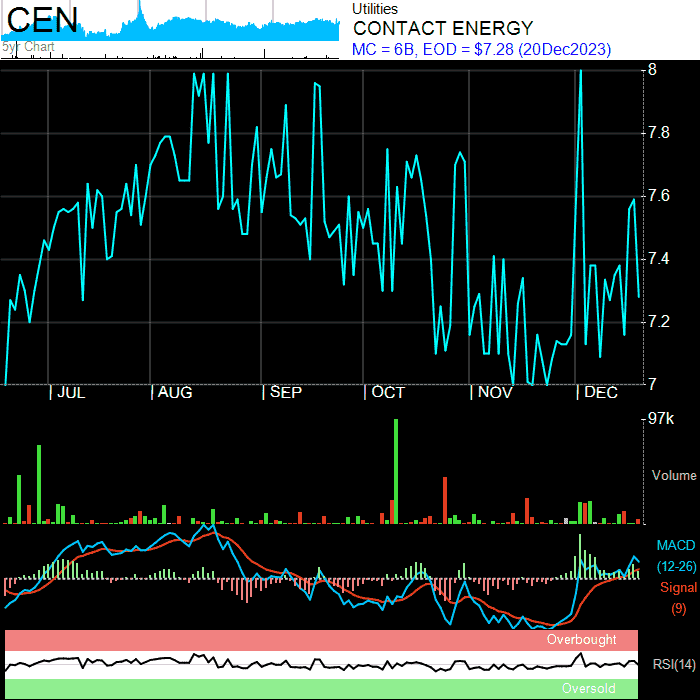 CEN
5yr Chart
Utilities
CONTACT ENERGY
MC = 6B, EOD = $7.28 (20Dec2023)
8
7.8
7.6
7.4
7.2
7
JUL
AUG
SEP
OCT
NOV
DEC
97k
Volume
MACD
(12-26)
Signal
(9)
Overbought
RSI(14)
Oversold